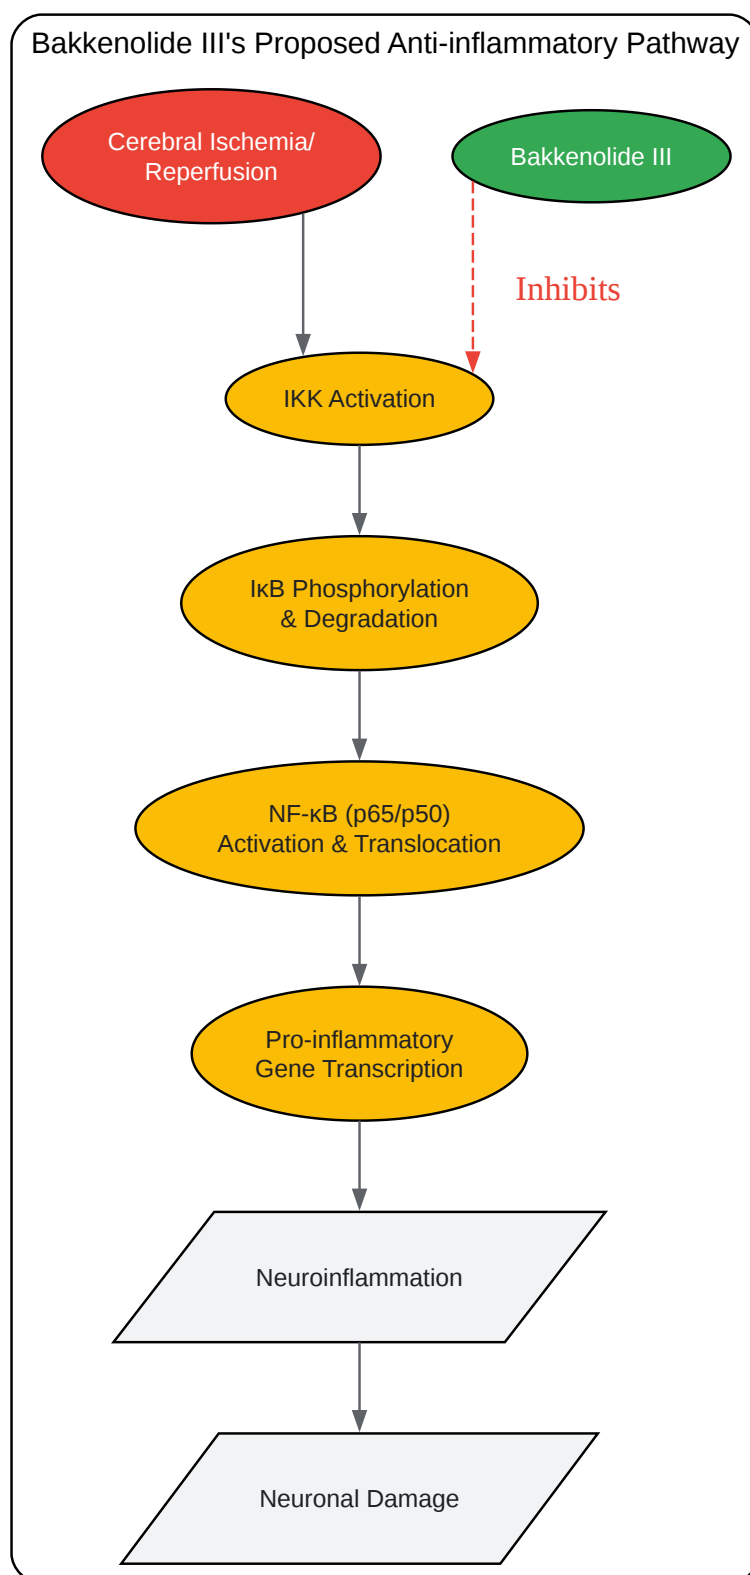 Bakkenolide III's Proposed Anti-inflammatory Pathway
Cerebral Ischemia/
Reperfusion
Bakkenolide III
Inhibits
IKK Activation
IκB Phosphorylation
& Degradation
NF-κB (p65/p50)
Activation & Translocation
Pro-inflammatory
Gene Transcription
Neuroinflammation
Neuronal Damage